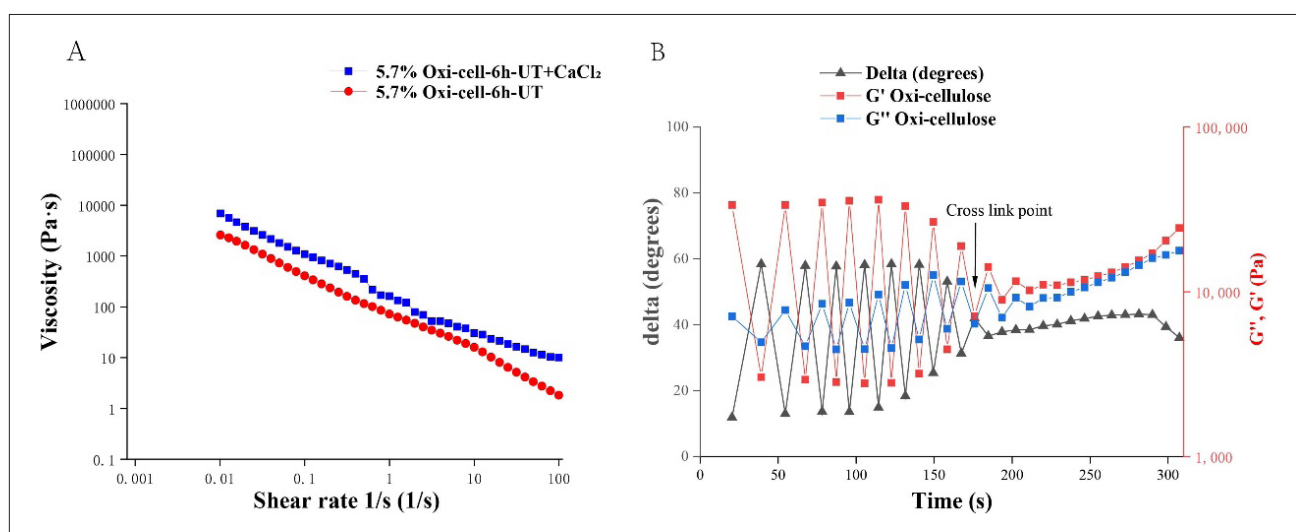 A
5.7% Oxi-cell-6h-UT+CaCl₂
5.7% Oxi-cell-6h-UT
1000000
100000
10000
1000
100
10
1
0.1
Viscosity (Pa·s)
0.001
0.01
0.1
1
10
100
Shear rate 1/s (1/s)
B
Delta (degrees)
G' Oxi-cellulose
G'' Oxi-cellulose
100
80
60
40
20
0
delta (degrees)
Cross link point
100,000
10,000
1,000
G'', G' (Pa)
0
50
100
150
200
250
300
Time (s)